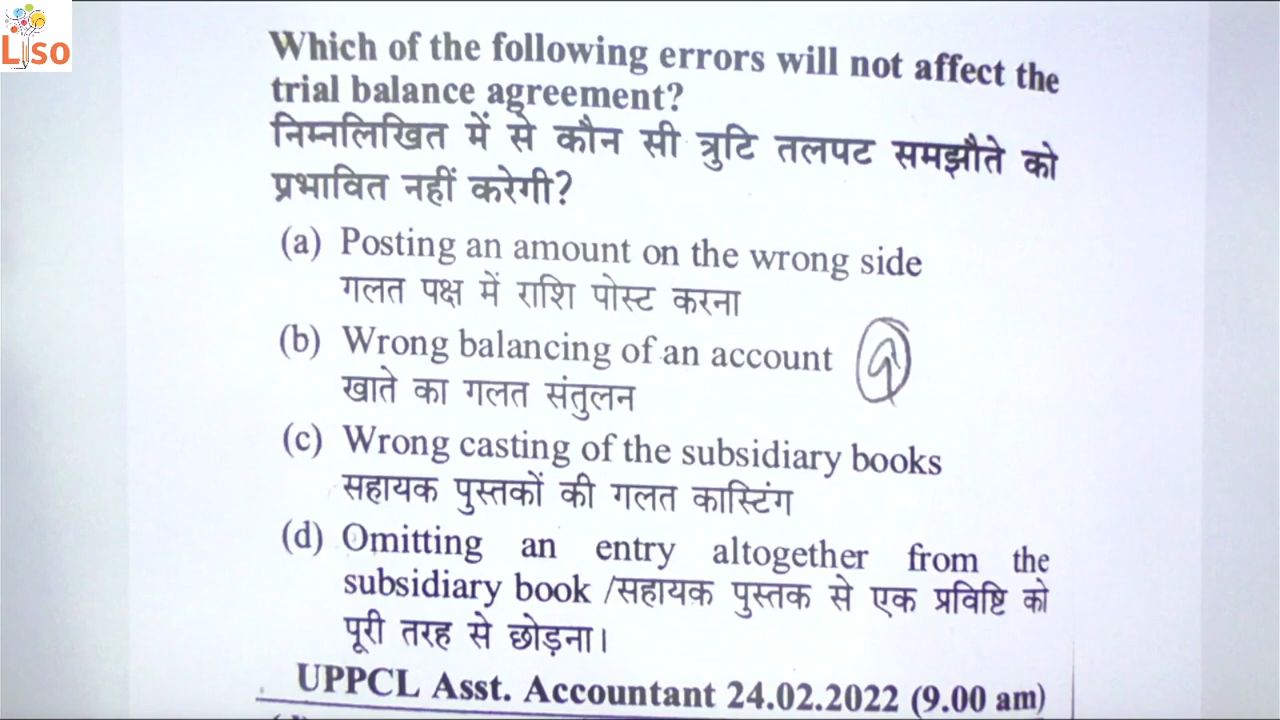 Liso
Which of the following errors will not affect the
trial balance agreement?
निम्नलिखित में से कौन सी त्रुटि तलपट समझौते को
प्रभावित नहीं करेगी?
(a) Posting an amount on the wrong side
गलत पक्ष में राशि पोस्ट करना
(b) Wrong balancing of an account
खाते का गलत संतुलन
(c) Wrong casting of the subsidiary books
सहायक पुस्तकों की गलत कास्टिंग
(d) Omitting an entry altogether from the
subsidiary book /सहायक पुस्तक से एक प्रविष्टि को
पूरी तरह से छोड़ना।
UPPCL Asst. Accountant 24.02.2022 (9.00 am)